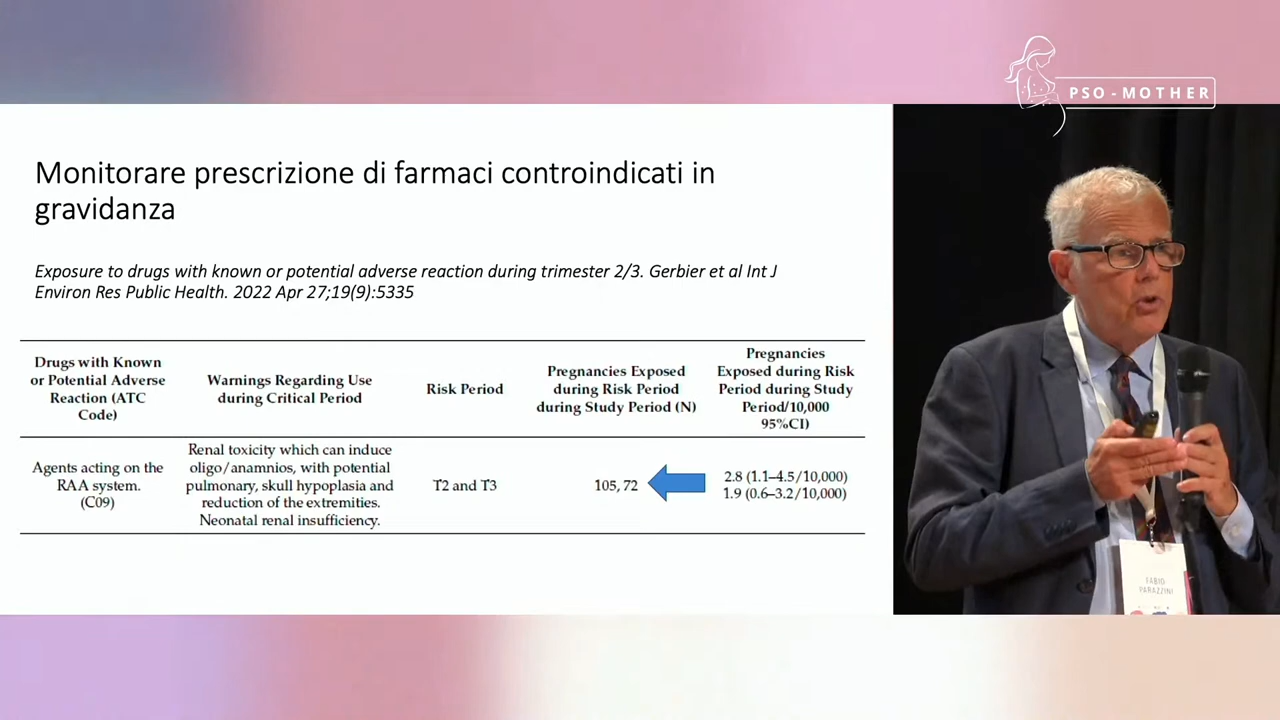 PSO-MOTHER
Monitorare prescrizione di farmaci controindicati in
gravidanza
Exposure to drugs with known or potential adverse reaction during trimester 2/3. Gerbier et al Int J
Environ Res Public Health. 2022 Apr 27;19(9):5335
Drugs with Known
or Potential Adverse
Reaction (ATC
Code)
Warnings Regarding Use
during Critical Period
Risk Period
Pregnancies Exposed
during Risk Period
during Study Period (N)
Pregnancies
Exposed during Risk
Period during Study
Period/10,000
95%CI)
Agents acting on the
RAA system.
(C09)
Renal toxicity which can induce
oligo/anamnios, with potential
pulmonary, skull hypoplasia and
reduction of the extremities.
Neonatal renal insufficiency.
T2 and T3
105, 72
2.8 (1.1–4.5/10,000)
1.9 (0.6–3.2/10,000)
FABIO
PARAZZINI